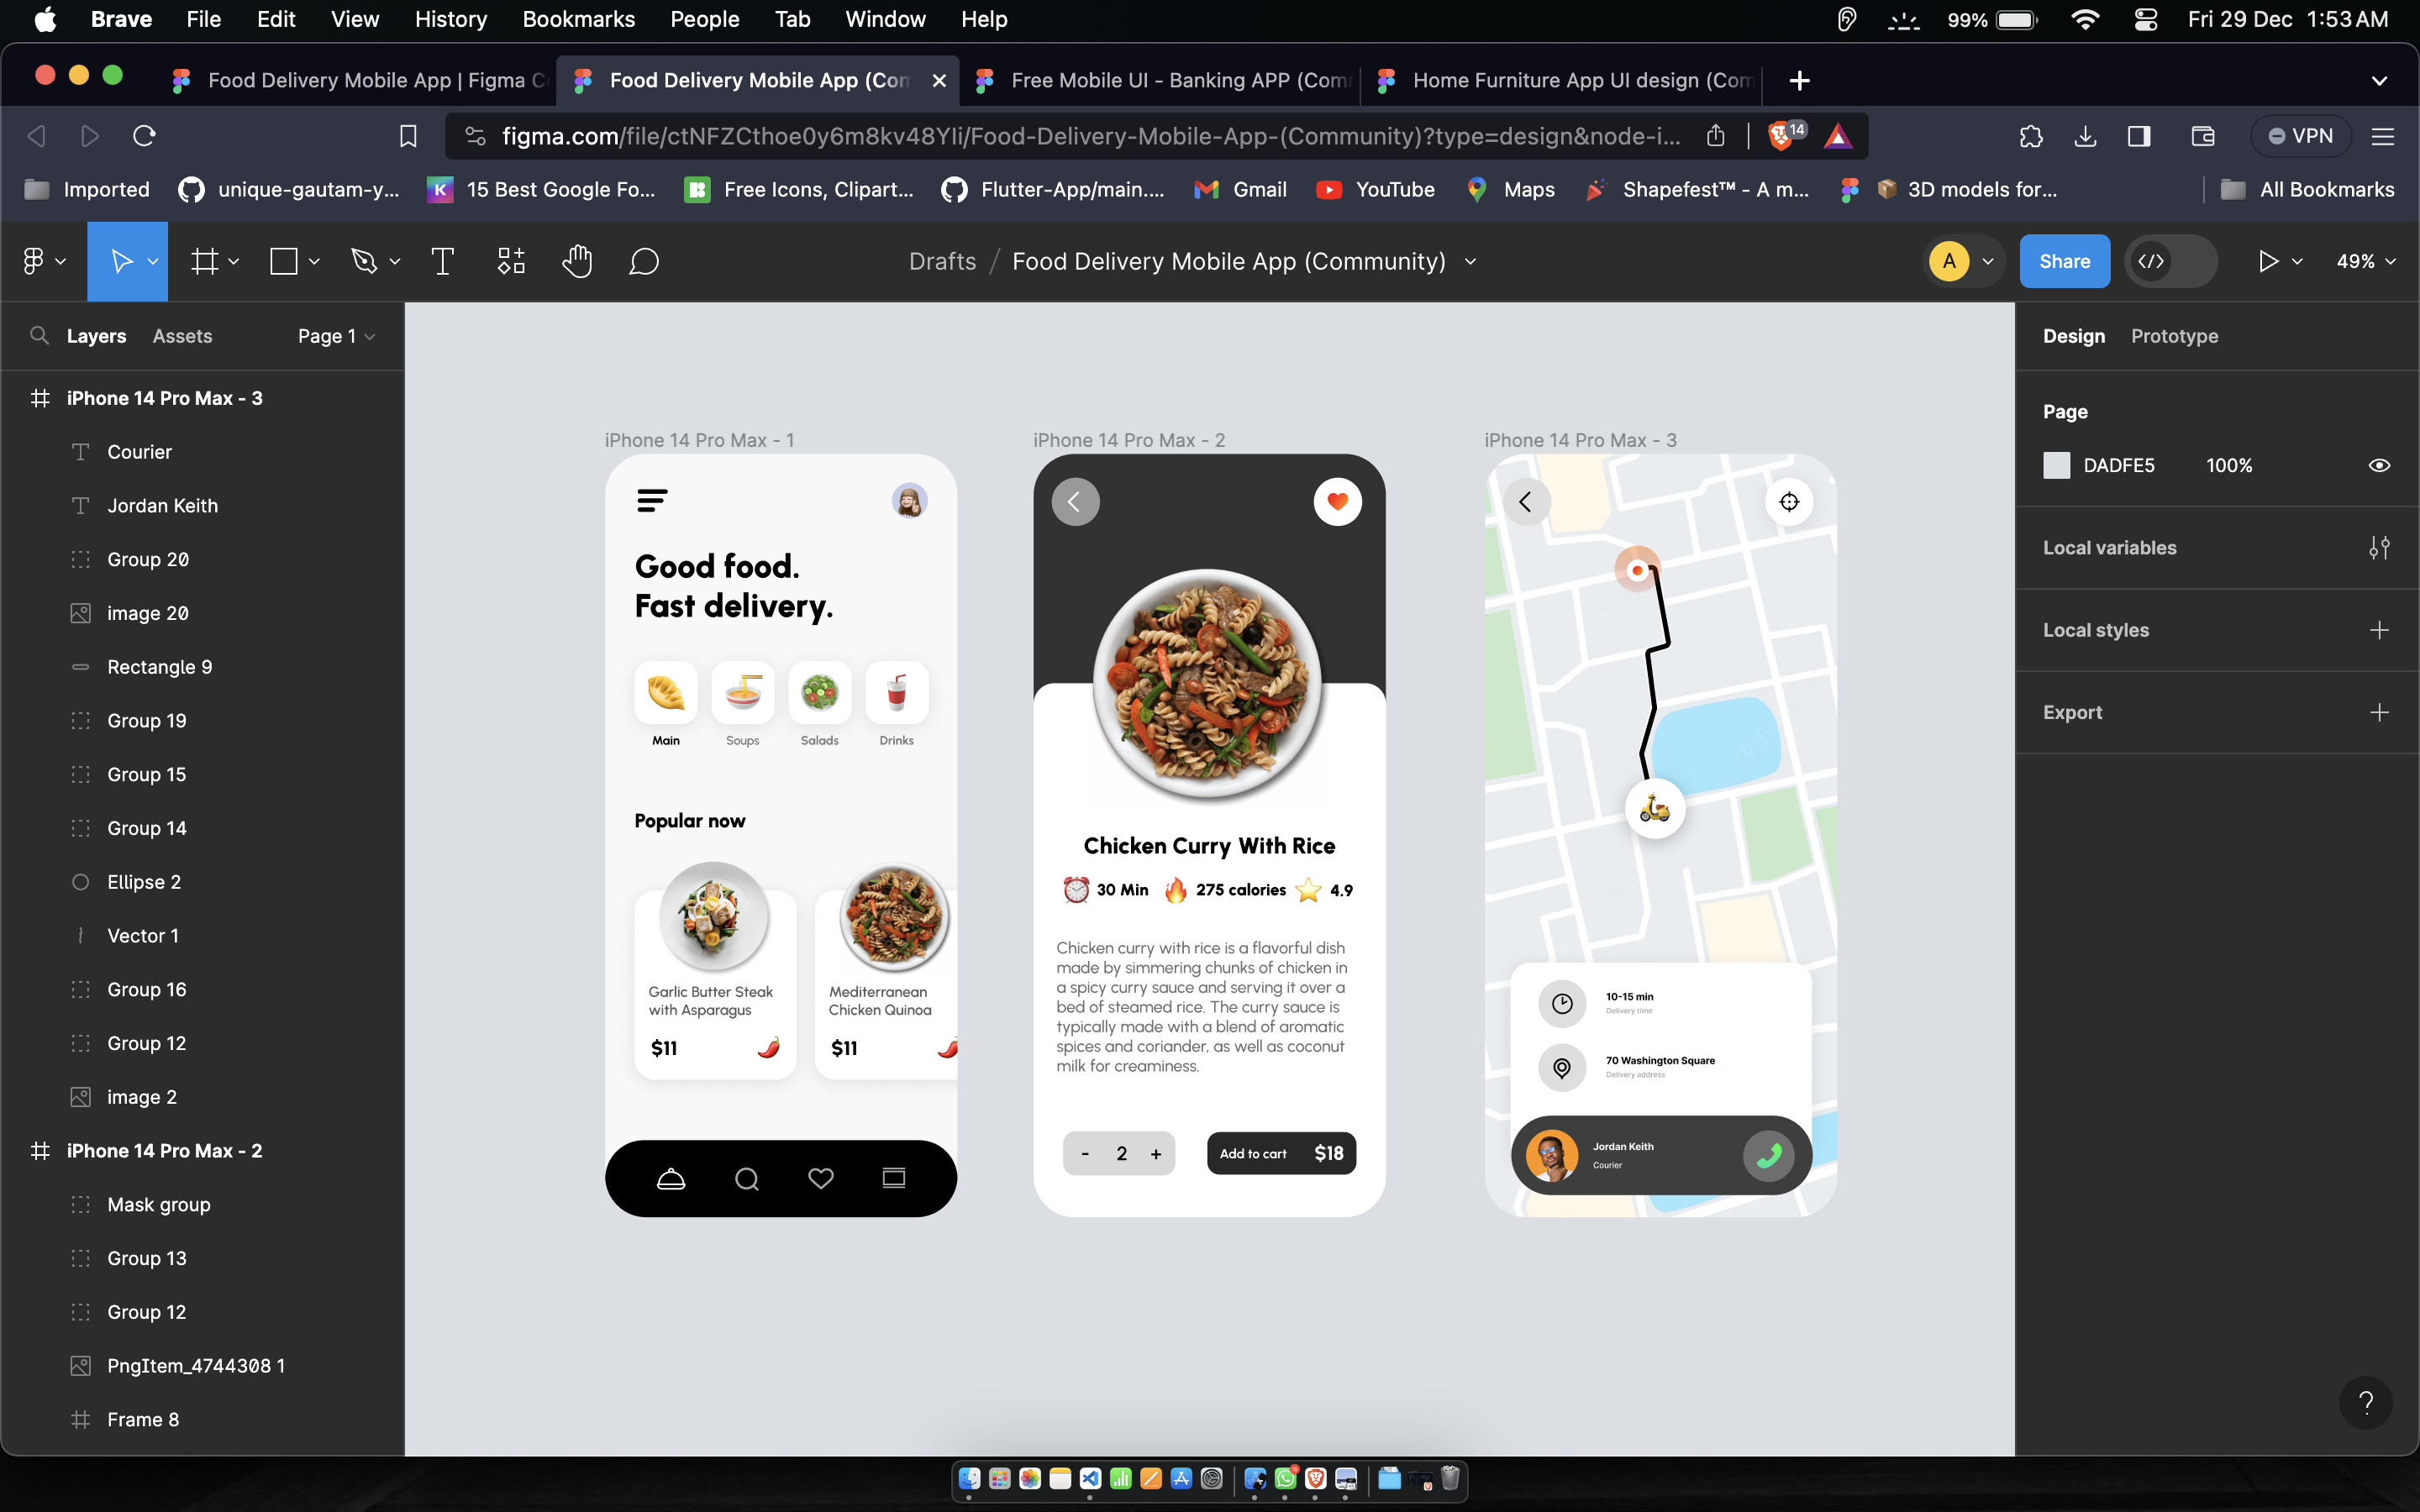 Brave File Edit View History Bookmarks People Tab Window Help 99% Fri 29 Dec 1:53 AM
Food Delivery Mobile App | Figma C Food Delivery Mobile App (Con Free Mobile UI - Banking APP (Com Home Furniture App UI design (Com
figma.com/file/ctNFZCthoe0y6m8kv48YIi/Food-Delivery-Mobile-App-(Community)?type=design&node-i... 14 VPN
Imported unique-gautam-y... K 15 Best Google Fo... Free Icons, Clipart... Flutter-App/main.... Gmail YouTube Maps Shapefest™ - A m... 3D models for... All Bookmarks
Drafts / Food Delivery Mobile App (Community) A Share 49%
Layers Assets Page 1
iPhone 14 Pro Max - 3
Courier
Jordan Keith
Group 20
image 20
Rectangle 9
Group 19
Group 15
Group 14
Ellipse 2
Vector 1
Group 16
Group 12
image 2
iPhone 14 Pro Max - 2
Mask group
Group 13
Group 12
PngItem_4744308 1
Frame 8
iPhone 14 Pro Max - 1
Good food.
Fast delivery.
Main Soups Salads Drinks
Popular now
Garlic Butter Steak
with Asparagus
$11
Mediterranean
Chicken Quinoa
$11
iPhone 14 Pro Max - 2
Chicken Curry With Rice
30 Min 275 calories 4.9
Chicken curry with rice is a flavorful dish
made by simmering chunks of chicken in
a spicy curry sauce and serving it over a
bed of steamed rice. The curry sauce is
typically made with a blend of aromatic
spices and coriander, as well as coconut
milk for creaminess.
- 2 + Add to cart $18
iPhone 14 Pro Max - 3
10-15 min
Delivery time
70 Washington Square
Delivery address
Jordan Keith
Courier
Design Prototype
Page
DADFE5 100%
Local variables
Local styles
Export
?